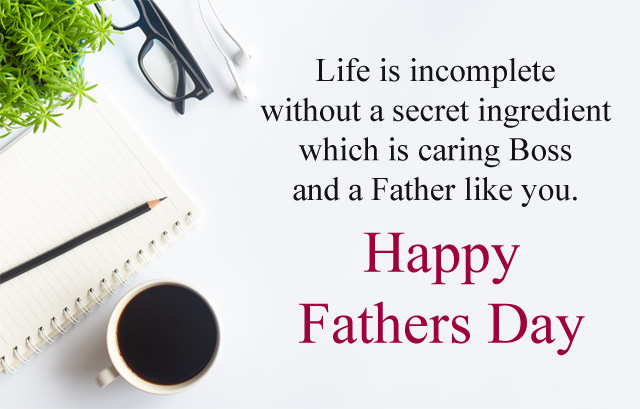 Life is incomplete
without a secret ingredient
which is caring Boss
and a Father like you.
Happy
Fathers Day